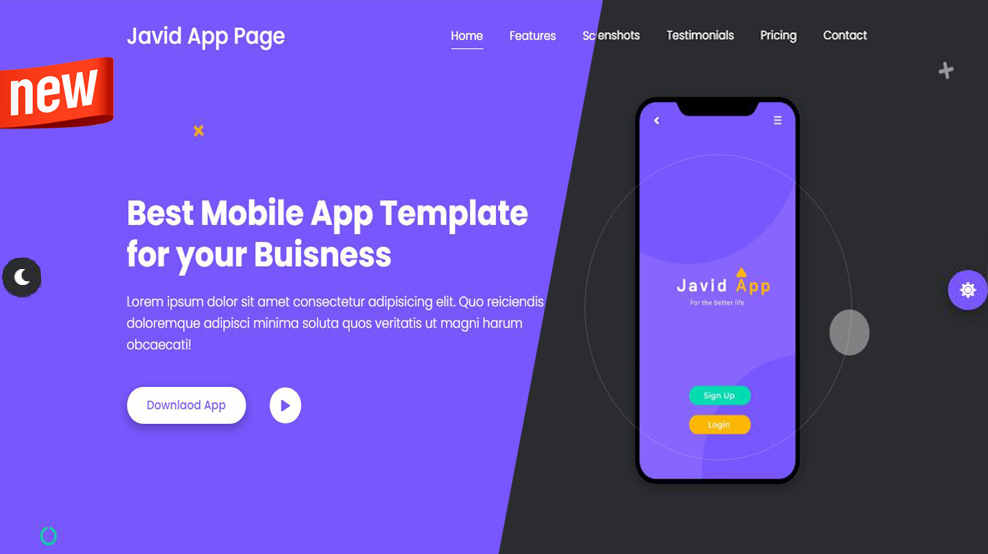 Javid App Page
Home Features Screenshots Testimonials Pricing Contact
new
Best Mobile App Template
for your Buisness
Lorem ipsum dolor sit amet consectetur adipisicing elit. Quo reiciendis
doloremque adipisci minima soluta quos veritatis ut magni harum
obcaecati!
Downlaod App
Javid App
For the better life
Sign Up
Login